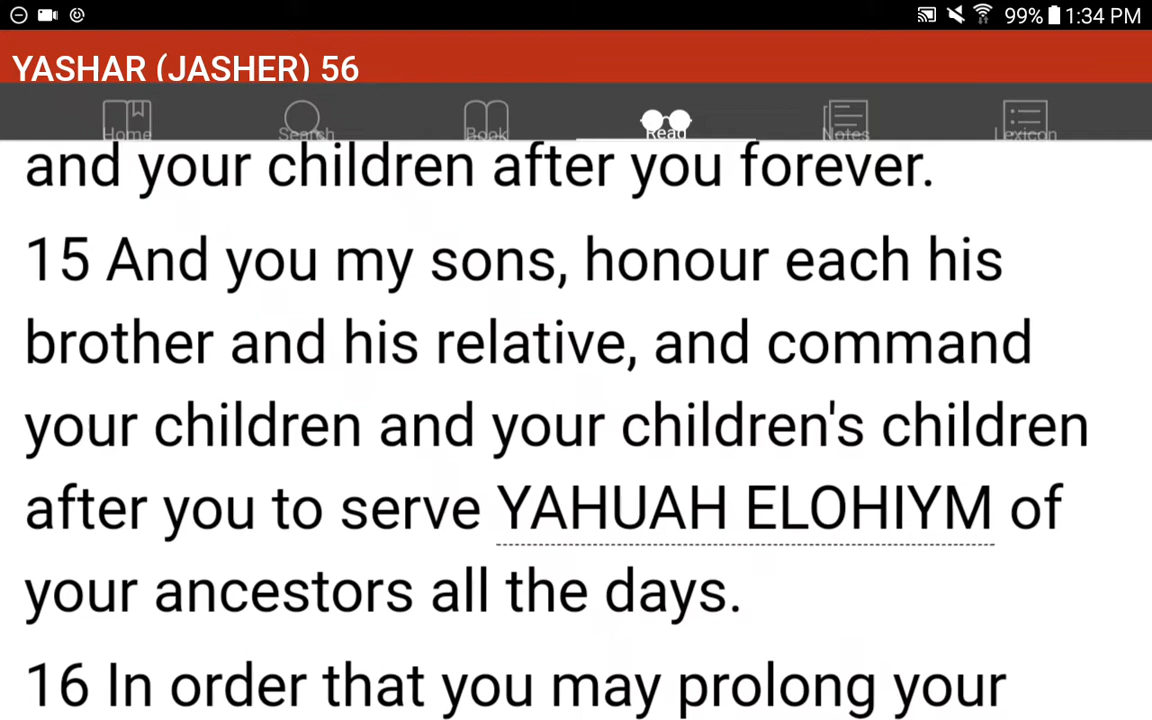 99% 1:34 PM
YASHAR (JASHER) 56
Home Search Book Read Notes Lexicon
and your children after you forever.
15 And you my sons, honour each his
brother and his relative, and command
your children and your children's children
after you to serve YAHUAH ELOHIYM of
your ancestors all the days.
16 In order that you may prolong your